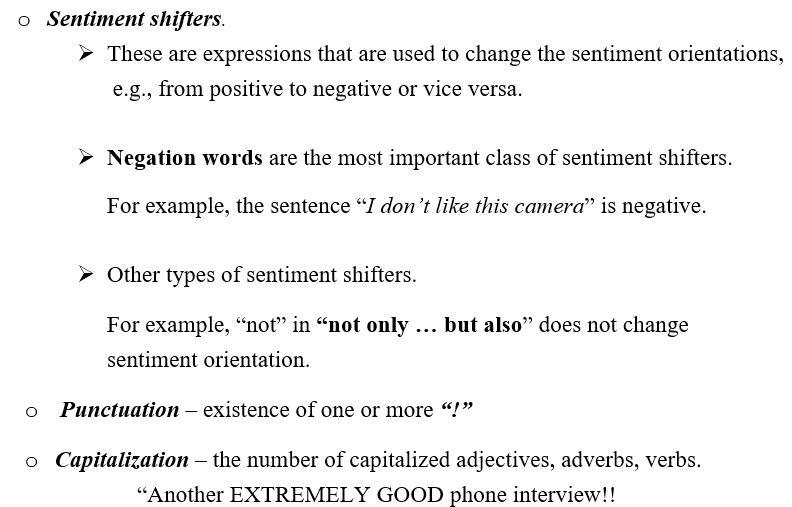 o Sentiment shifters.
➢ These are expressions that are used to change the sentiment orientations,
e.g., from positive to negative or vice versa.
➢ Negation words are the most important class of sentiment shifters.
For example, the sentence “I don’t like this camera” is negative.
➢ Other types of sentiment shifters.
For example, “not” in “not only … but also” does not change
sentiment orientation.
o Punctuation – existence of one or more “!”
o Capitalization – the number of capitalized adjectives, adverbs, verbs.
“Another EXTREMELY GOOD phone interview!!